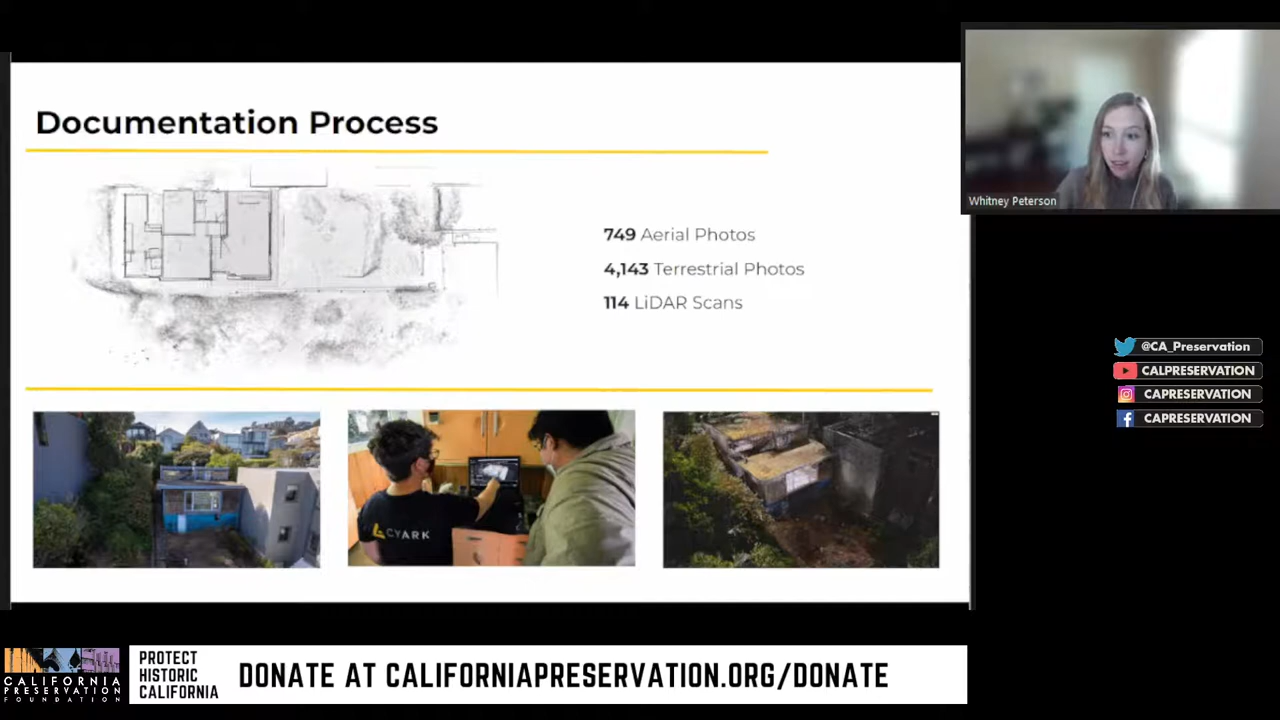 Documentation Process
749 Aerial Photos
4,143 Terrestrial Photos
114 LiDAR Scans
CYARK
Whitney Peterson
@CA_Preservation
CALPRESERVATION
CAPRESERVATION
CAPRESERVATION
CALIFORNIA
PRESERVATION
FOUNDATION
PROTECT
HISTORIC
CALIFORNIA
DONATE AT CALIFORNIAPRESERVATION.ORG/DONATE